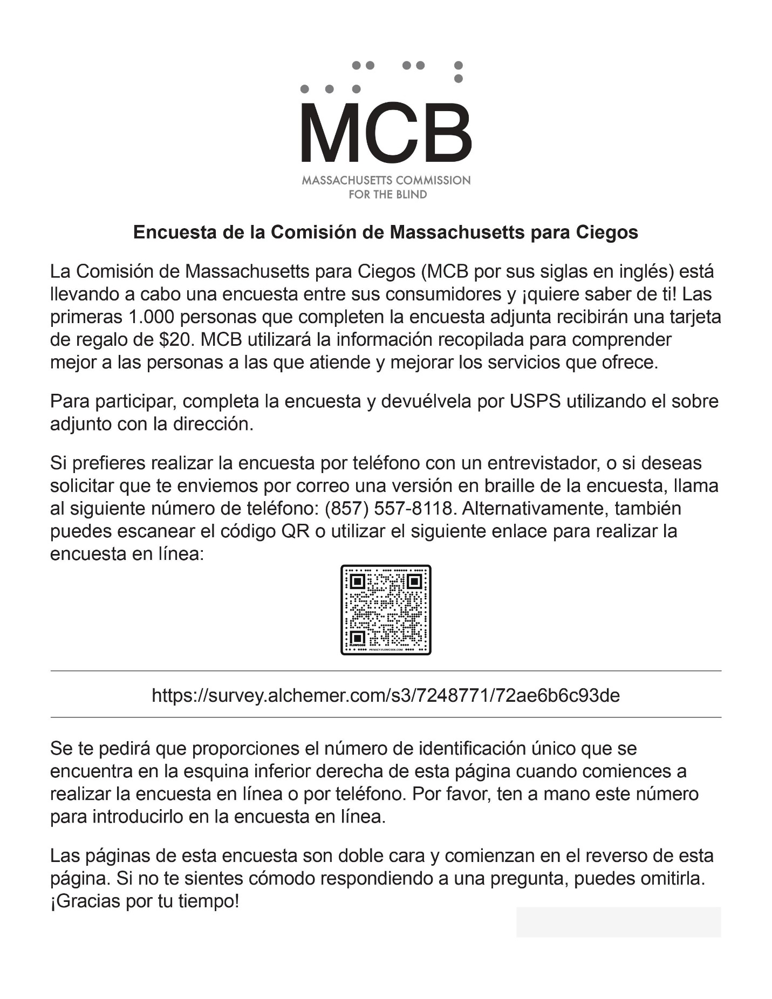 MCB
MASSACHUSETTS COMMISSION
FOR THE BLIND
Encuesta de la Comisión de Massachusetts para Ciegos
La Comisión de Massachusetts para Ciegos (MCB por sus siglas en inglés) está
llevando a cabo una encuesta entre sus consumidores y ¡quiere saber de ti! Las
primeras 1.000 personas que completen la encuesta adjunta recibirán una tarjeta
de regalo de $20. MCB utilizará la información recopilada para comprender
mejor a las personas a las que atiende y mejorar los servicios que ofrece.
Para participar, completa la encuesta y devuélvela por USPS utilizando el sobre
adjunto con la dirección.
Si prefieres realizar la encuesta por teléfono con un entrevistador, o si deseas
solicitar que te enviemos por correo una versión en braille de la encuesta, llama
al siguiente número de teléfono: (857) 557-8118. Alternativamente, también
puedes escanear el código QR o utilizar el siguiente enlace para realizar la
encuesta en línea:
FLOWCODE
PRIVACY.FLOWCODE.COM
https://survey.alchemer.com/s3/7248771/72ae6b6c93de
Se te pedirá que proporciones el número de identificación único que se
encuentra en la esquina inferior derecha de esta página cuando comiences a
realizar la encuesta en línea o por teléfono. Por favor, ten a mano este número
para introducirlo en la encuesta en línea.
Las páginas de esta encuesta son doble cara y comienzan en el reverso de esta
página. Si no te sientes cómodo respondiendo a una pregunta, puedes omitirla.
¡Gracias por tu tiempo!